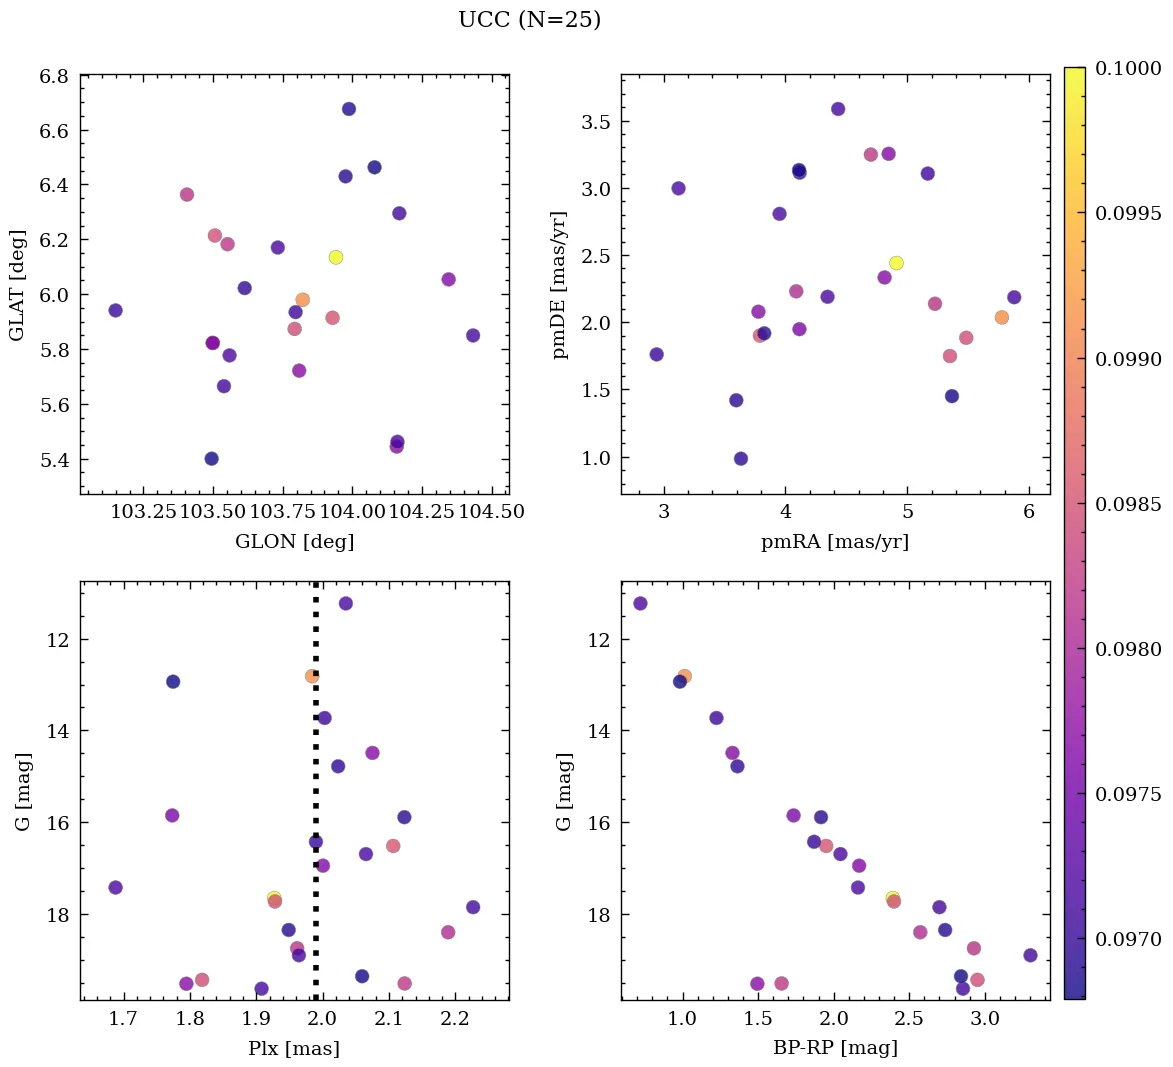 UCC (N=25)
6.8
6.6
6.4
6.2
6.0
5.8
5.6
5.4
GLAT [deg]
103.25 103.50 103.75 104.00 104.25 104.50
GLON [deg]
3.5
3.0
2.5
2.0
1.5
1.0
pmDE [mas/yr]
3 4 5 6
pmRA [mas/yr]
12
14
16
18
G [mag]
1.7 1.8 1.9 2.0 2.1 2.2
Plx [mas]
12
14
16
18
G [mag]
1.0 1.5 2.0 2.5 3.0
BP-RP [mag]
0.1000
0.0995
0.0990
0.0985
0.0980
0.0975
0.0970